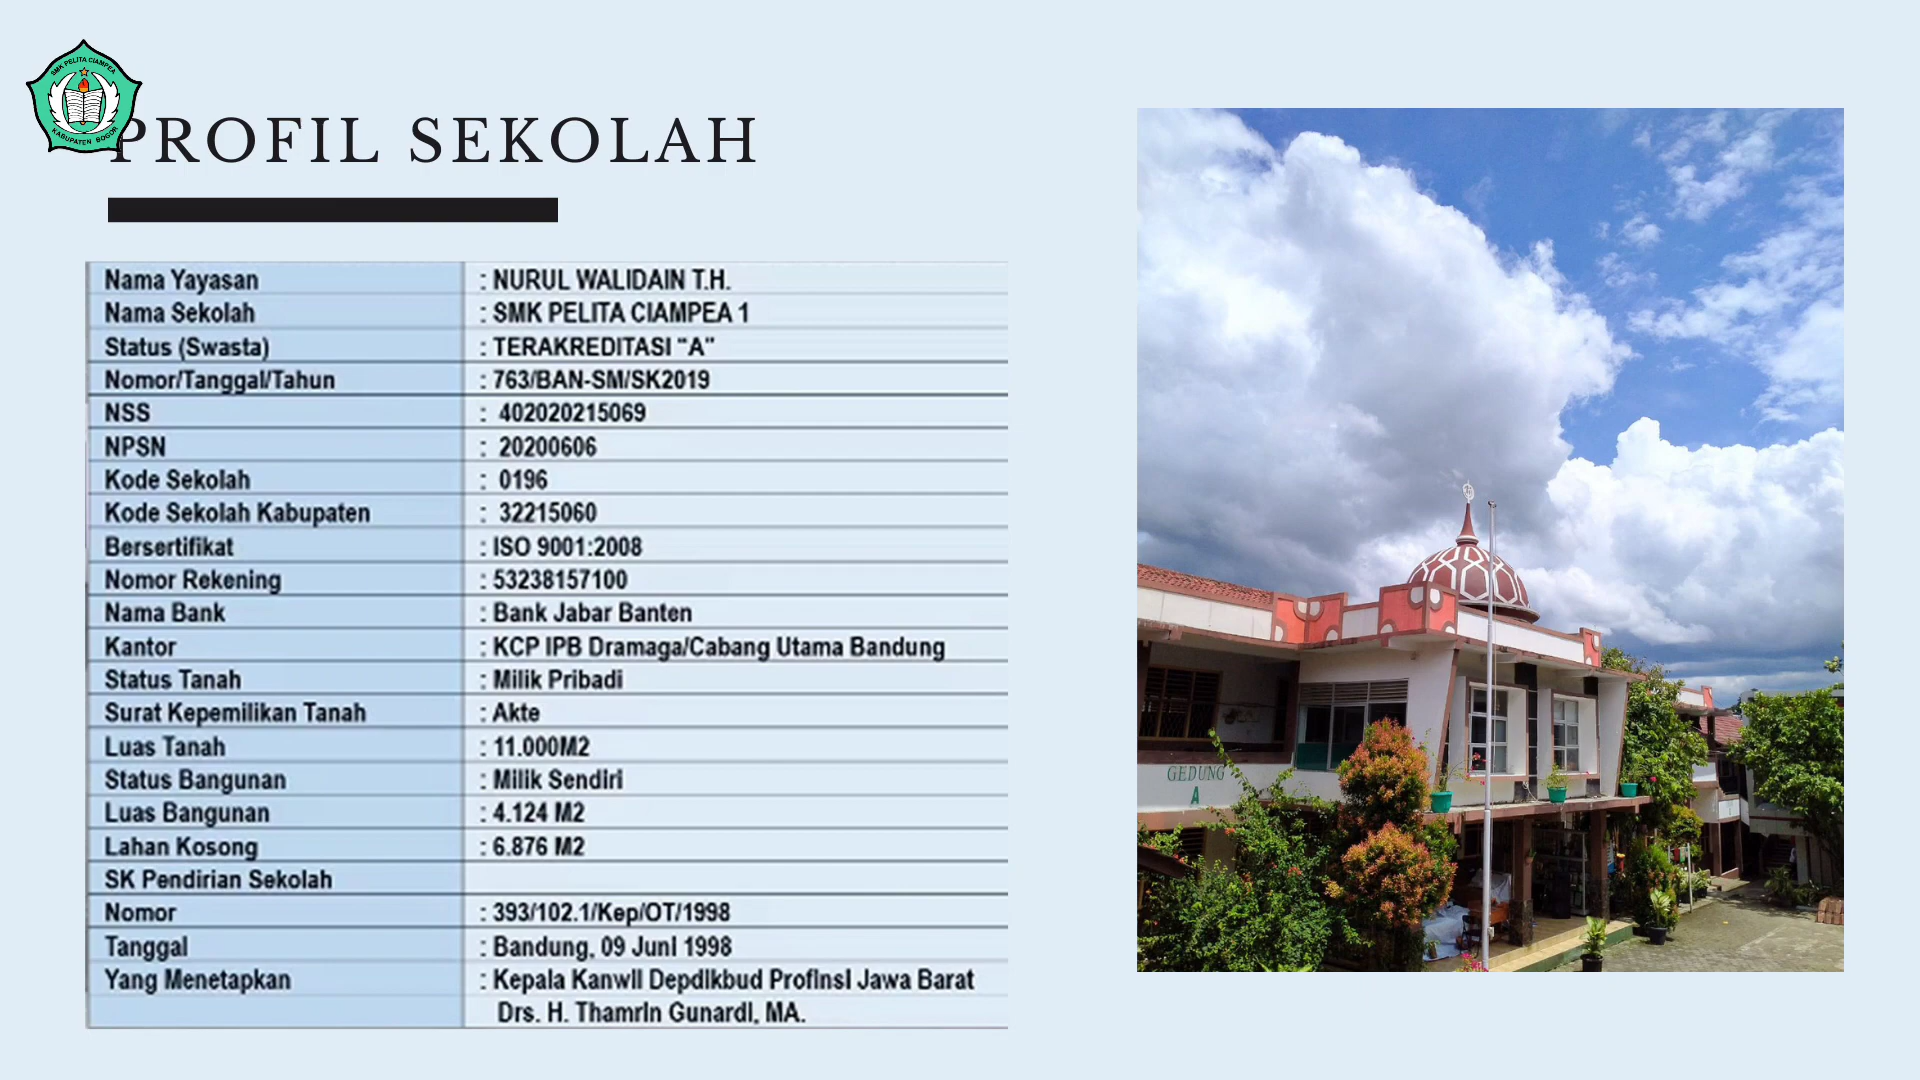 SMK PELITA CIAMPEA
KABUPATEN BOGOR
PROFIL SEKOLAH
Nama Yayasan : NURUL WALIDAIN T.H.
Nama Sekolah : SMK PELITA CIAMPEA 1
Status (Swasta) : TERAKREDITASI "A"
Nomor/Tanggal/Tahun : 763/BAN-SM/SK2019
NSS : 402020215069
NPSN : 20200606
Kode Sekolah : 0196
Kode Sekolah Kabupaten : 32215060
Bersertifikat : ISO 9001:2008
Nomor Rekening : 53238157100
Nama Bank : Bank Jabar Banten
Kantor : KCP IPB Dramaga/Cabang Utama Bandung
Status Tanah : Milik Pribadi
Surat Kepemilikan Tanah : Akte
Luas Tanah : 11.000M2
Status Bangunan : Milik Sendiri
Luas Bangunan : 4.124 M2
Lahan Kosong : 6.876 M2
SK Pendirian Sekolah
Nomor : 393/102.1/Kep/OT/1998
Tanggal : Bandung, 09 Juni 1998
Yang Menetapkan : Kepala Kanwil Depdikbud Profinsi Jawa Barat
Drs. H. Thamrin Gunardi, MA.
GEDUNG
A